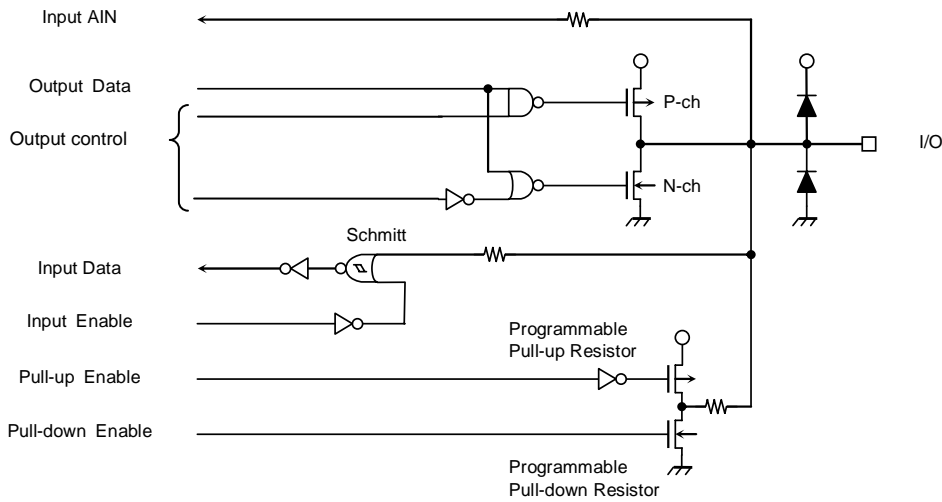 Input AIN
Output Data
P-ch
Output control
I/O
N-ch
Schmitt
Input Data
Input Enable
Programmable
Pull-up Resistor
Pull-up Enable
Pull-down Enable
Programmable
Pull-down Resistor